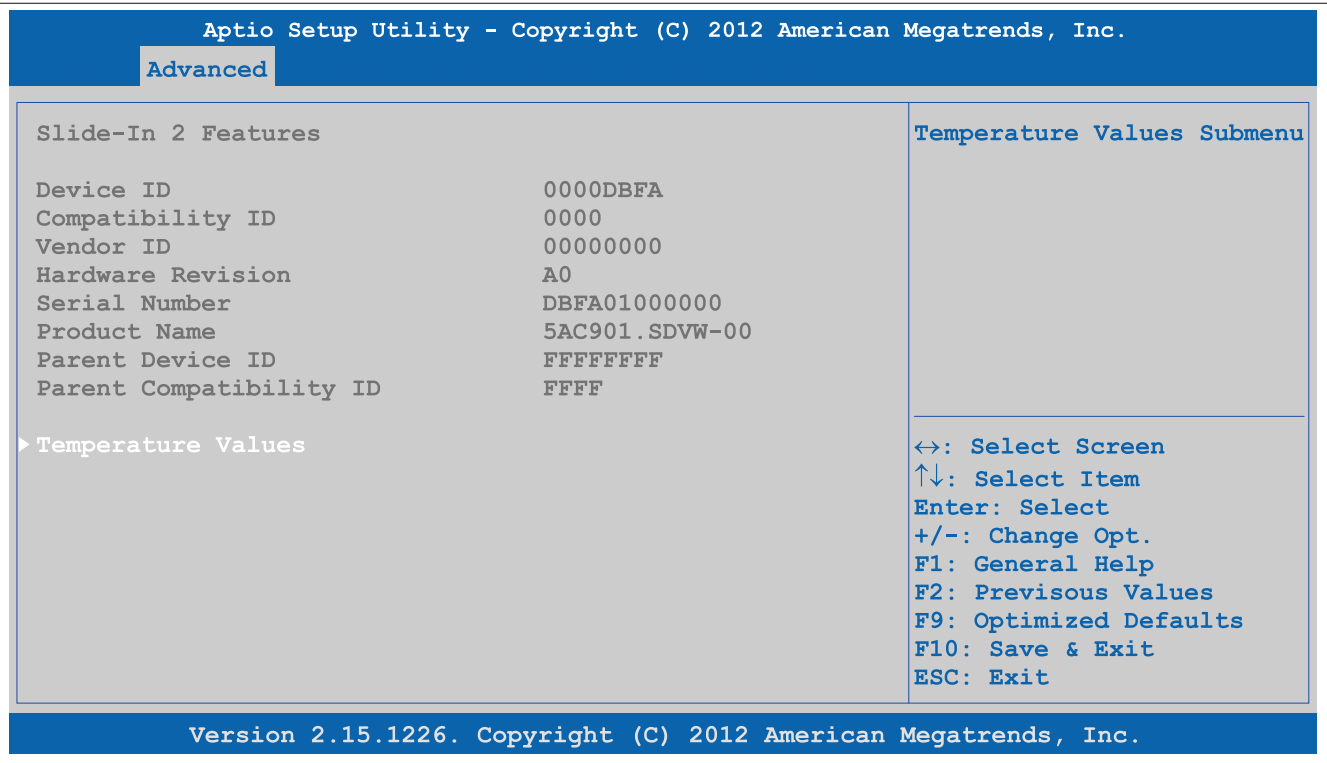 Aptio Setup Utility - Copyright (C) 2012 American Megatrends, Inc.
Advanced
Slide-In 2 Features
Device ID 0000DBFA
Compatibility ID 0000
Vendor ID 00000000
Hardware Revision A0
Serial Number DBFA01000000
Product Name 5AC901.SDVW-00
Parent Device ID FFFFFFFF
Parent Compatibility ID FFFF
Temperature Values
Temperature Values Submenu
↔: Select Screen
↑↓: Select Item
Enter: Select
+/-: Change Opt.
F1: General Help
F2: Previsous Values
F9: Optimized Defaults
F10: Save & Exit
ESC: Exit
Version 2.15.1226. Copyright (C) 2012 American Megatrends, Inc.